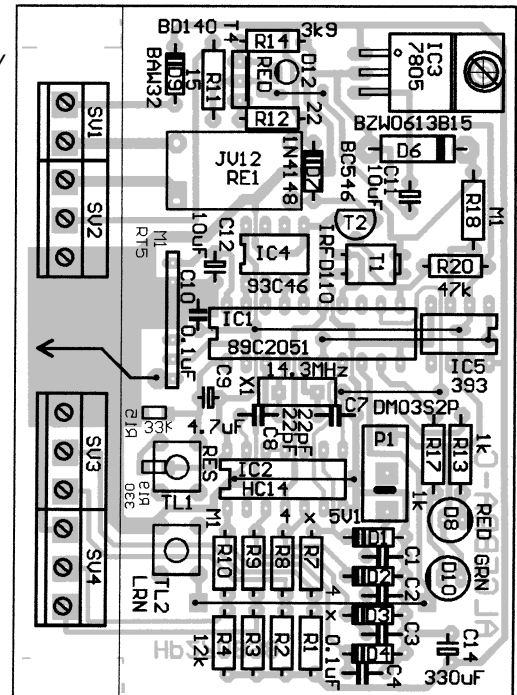 BD140 T4 3k9
R14
BAW32
D9
15
R11
RED
D12
IC3
7805
R12
22
BZW0613B15
SV1
JV12
RE1
1N4148
D7
BC546
D6
C11
10uF
R18
M1
SV2
M1
RT5
10uF
C12
IC4
93C46
IRFD110
T2
T1
R20
47k
C10
0.1uF
IC1
89C2051
IC5
393
14.3MHz
C9
X1
4.7uF
22pF
22pF
C8
C7
DM03S2P
R15
33K
P1
SV3
RES
IC2
HC14
R17
R13
1k
1k
R16
330
TL1
M1
4 x 5V1
D8
RED
SV4
TL2
LRN
R10
R9
R8
R7
D1
C1
D2
C2
D10
GRN
4 x 0.1uF
D3
C3
12k
R4
R3
R2
R1
D4
C4
C14
330uF